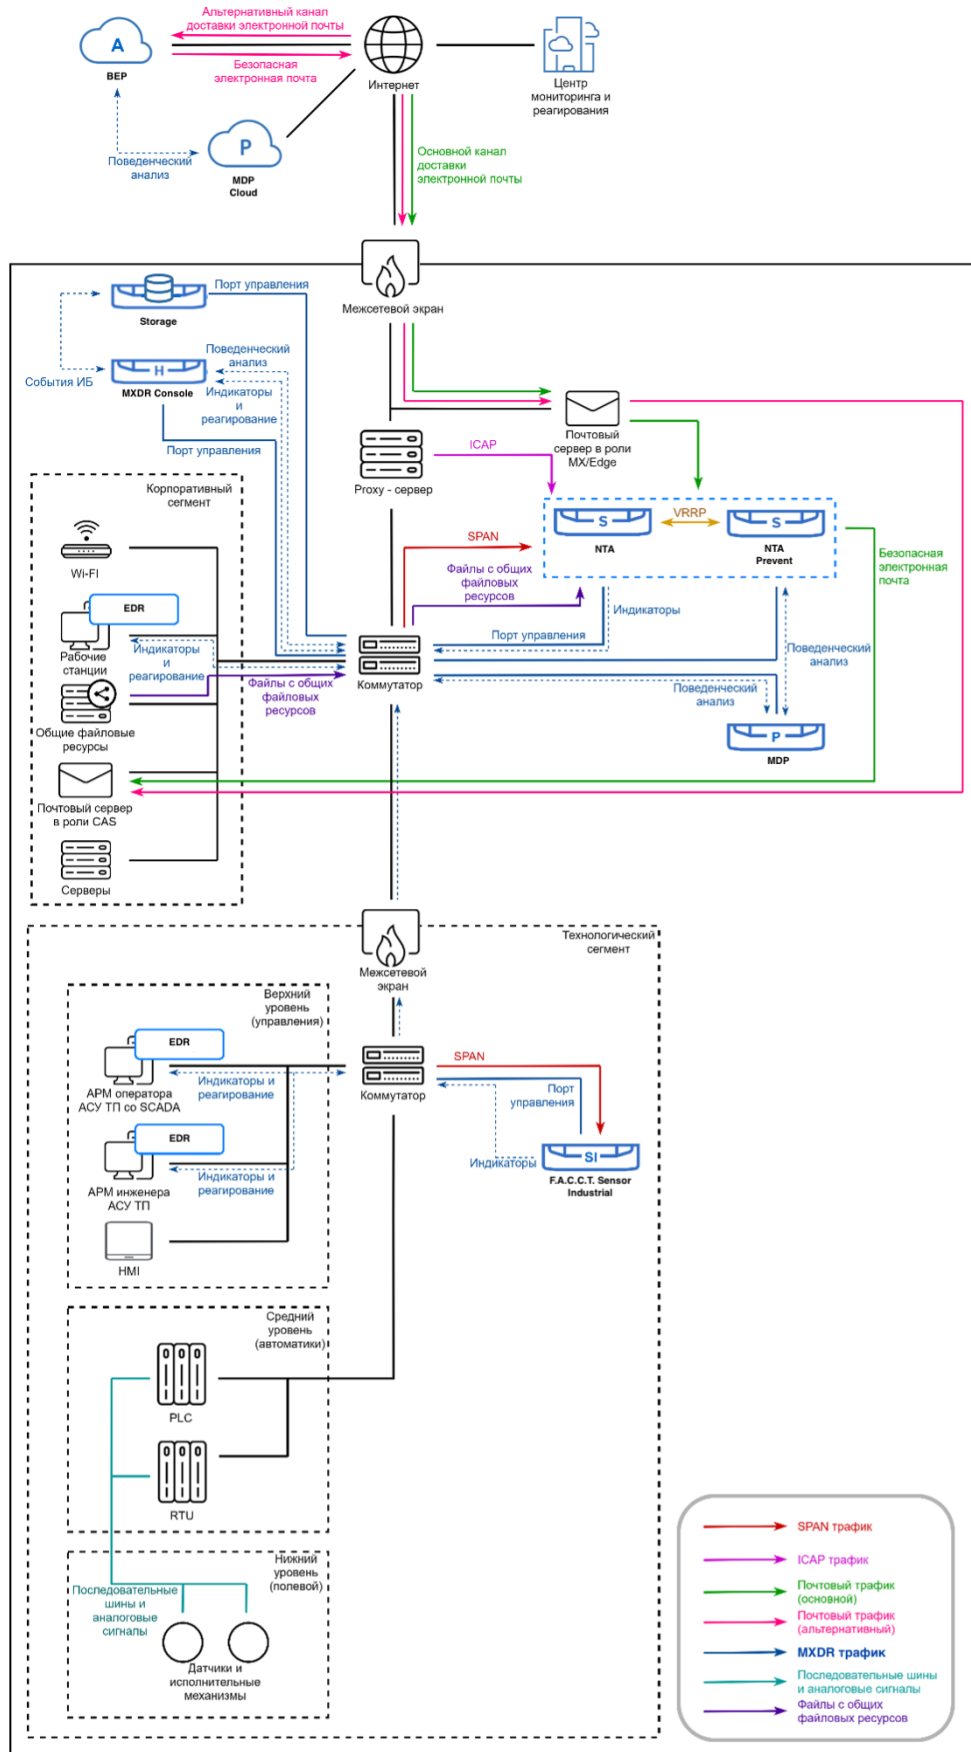 Альтернативный канал
доставки электронной почты
A
BEP
Безопасная
электронная почта
Интернет
Центр
мониторинга и
реагирования
Поведенческий
анализ
P
MDP
Cloud
Основной канал
доставки
электронной почты
Межсетевой экран
Порт управления
Storage
События ИБ
H
MXDR Console
Поведенческий
анализ
Индикаторы
и
реагирование
Порт управления
Почтовый
сервер в роли
MX/Edge
ICAP
Proxy - сервер
Корпоративный
сегмент
Wi-FI
EDR
Рабочие
станции
Индикаторы
и
реагирование
Общие файловые
ресурсы
Файлы с общих
файловых
ресурсов
Почтовый сервер
в роли CAS
Серверы
SPAN
Файлы с общих
файловых
ресурсов
S
NTA
VRRP
S
NTA
Prevent
Безопасная
электронная
почта
Индикаторы
Порт управления
Коммутатор
Поведенческий
анализ
Поведенческий
анализ
P
MDP
Технологический
сегмент
Межсетевой
экран
Верхний
уровень
(управления)
EDR
АРМ оператора
АСУ ТП со SCADA
Индикаторы и
реагирование
EDR
АРМ инженера
АСУ ТП
Индикаторы и
реагирование
HMI
Коммутатор
SPAN
Порт
управления
Индикаторы
SI
F.A.C.C.T. Sensor
Industrial
Средний
уровень
(автоматики)
PLC
RTU
Нижний
уровень
(полевой)
Последовательные
шины и
аналоговые
сигналы
Датчики и
исполнительные
механизмы
SPAN трафик
ICAP трафик
Почтовый трафик
(основной)
Почтовый трафик
(альтернативный)
MXDR трафик
Последовательные шины
и аналоговые сигналы
Файлы с общих
файловых ресурсов